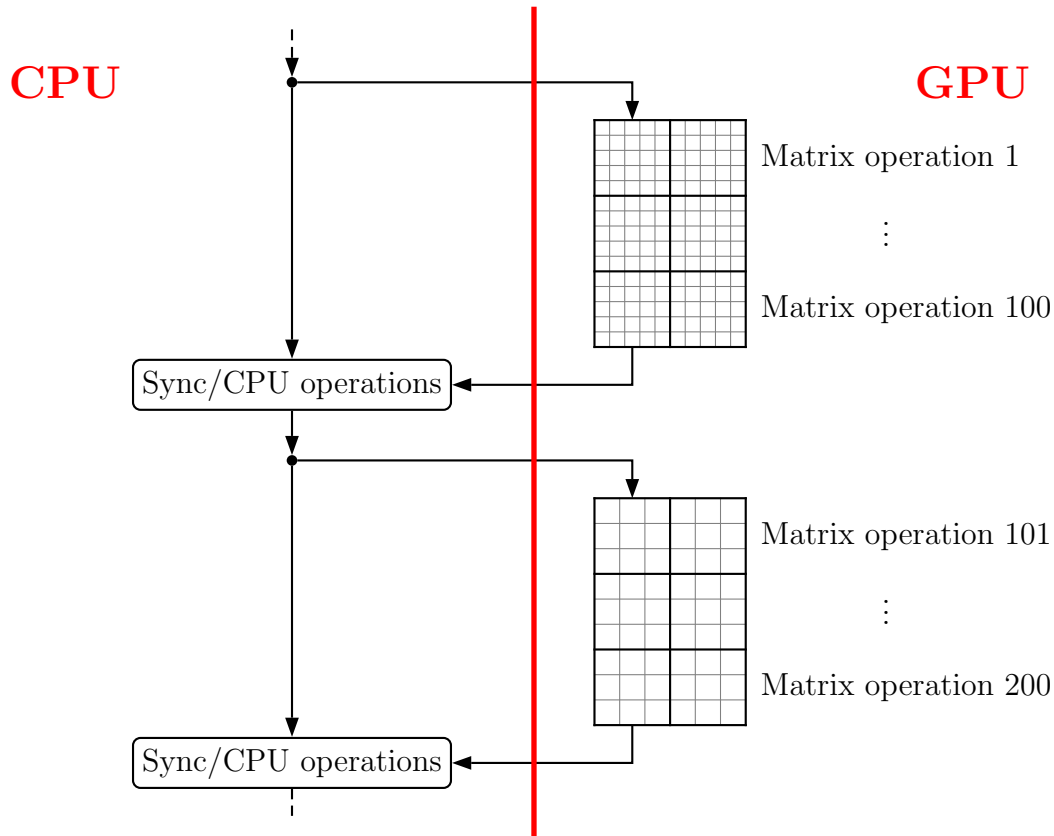 CPU
GPU
Matrix operation 1
⋮
Matrix operation 100
Sync/CPU operations
Matrix operation 101
⋮
Matrix operation 200
Sync/CPU operations